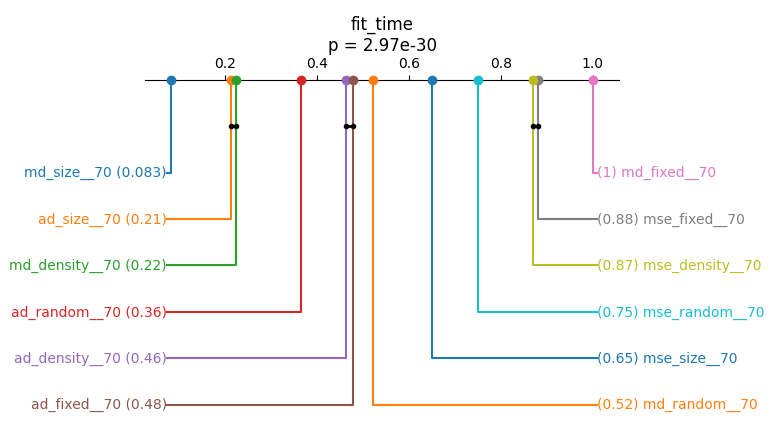 fit_time
p = 2.97e-30
0.2 0.4 0.6 0.8 1.0
md_size__70 (0.083)
(1) md_fixed__70
ad_size__70 (0.21)
(0.88) mse_fixed__70
md_density__70 (0.22)
(0.87) mse_density__70
ad_random__70 (0.36)
(0.75) mse_random__70
ad_density__70 (0.46)
(0.65) mse_size__70
ad_fixed__70 (0.48)
(0.52) md_random__70